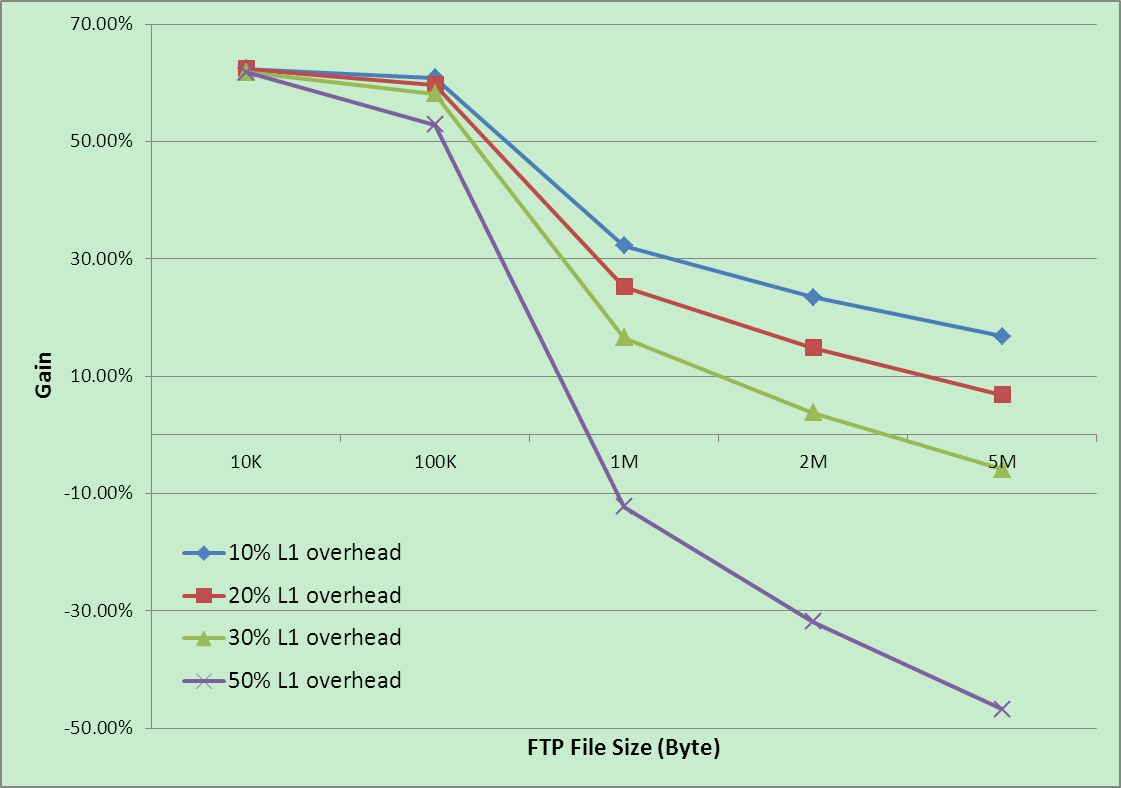 70.00%
50.00%
30.00%
10.00%
-10.00%
-30.00%
-50.00%
Gain
10K
100K
1M
2M
5M
10% L1 overhead
20% L1 overhead
30% L1 overhead
50% L1 overhead
FTP File Size (Byte)